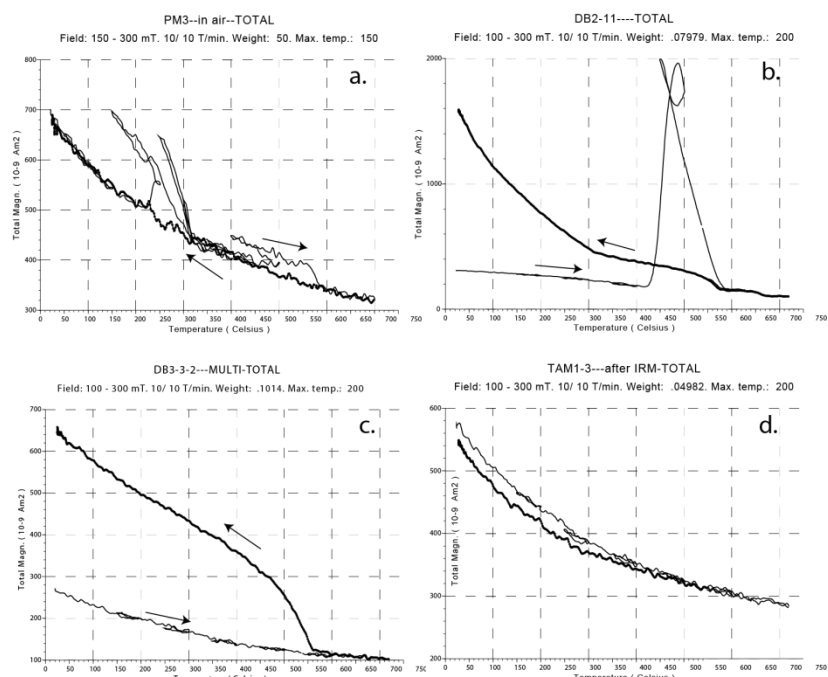 PM3--in air--TOTAL
Field: 150 - 300 mT. 10/ 10 T/min. Weight: 50. Max. temp.: 150
a.
Total Magn. ( 10-9 Am2 )
800
700
600
500
400
300
0 50 100 150 200 250 300 350 400 450 500 550 600 650 750
Temperature ( Celsius )
DB2-11----TOTAL
Field: 100 - 300 mT. 10/ 10 T/min. Weight: .07979. Max. temp.: 200
b.
Total Magn. ( 10-9 Am2 )
2000
1000
0
0 50 100 150 200 250 300 350 400 450 500 550 600 650 750
Temperature ( Celsius )
DB3-3-2---MULTI-TOTAL
Field: 100 - 300 mT. 10/ 10 T/min. Weight: .1014. Max. temp.: 200
c.
Total Magn. ( 10-9 Am2 )
700
600
500
400
300
200
100
0 50 100 150 200 250 300 350 400 450 500 550 600 650 750
Temperature ( Celsius )
TAM1-3---after IRM-TOTAL
Field: 100 - 300 mT. 10/ 10 T/min. Weight: .04982. Max. temp.: 200
d.
Total Magn. ( 10-9 Am2 )
600
500
400
300
200
0 50 100 150 200 250 300 350 400 450 500 550 600 650 750
Temperature ( Celsius )